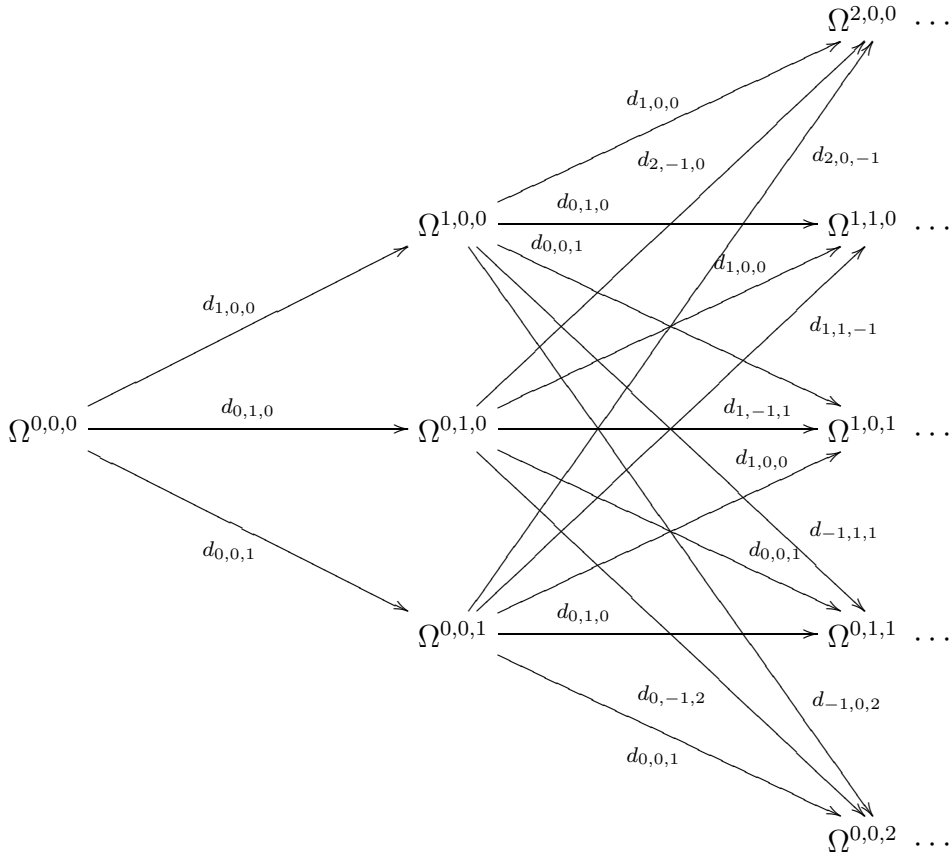 Ω^{2,0,0} ⋯
d_{1,0,0}
d_{2,−1,0} d_{2,0,−1}
d_{0,1,0}
Ω^{1,0,0} Ω^{1,1,0} ⋯
d_{0,0,1} d_{1,0,0}
d_{1,0,0} d_{1,1,−1}
d_{0,1,0} d_{1,−1,1}
Ω^{0,0,0} Ω^{0,1,0} Ω^{1,0,1} ⋯
d_{1,0,0}
d_{−1,1,1}
d_{0,0,1} d_{0,0,1}
d_{0,1,0}
Ω^{0,0,1} Ω^{0,1,1} ⋯
d_{0,−1,2} d_{−1,0,2}
d_{0,0,1}
Ω^{0,0,2} ⋯